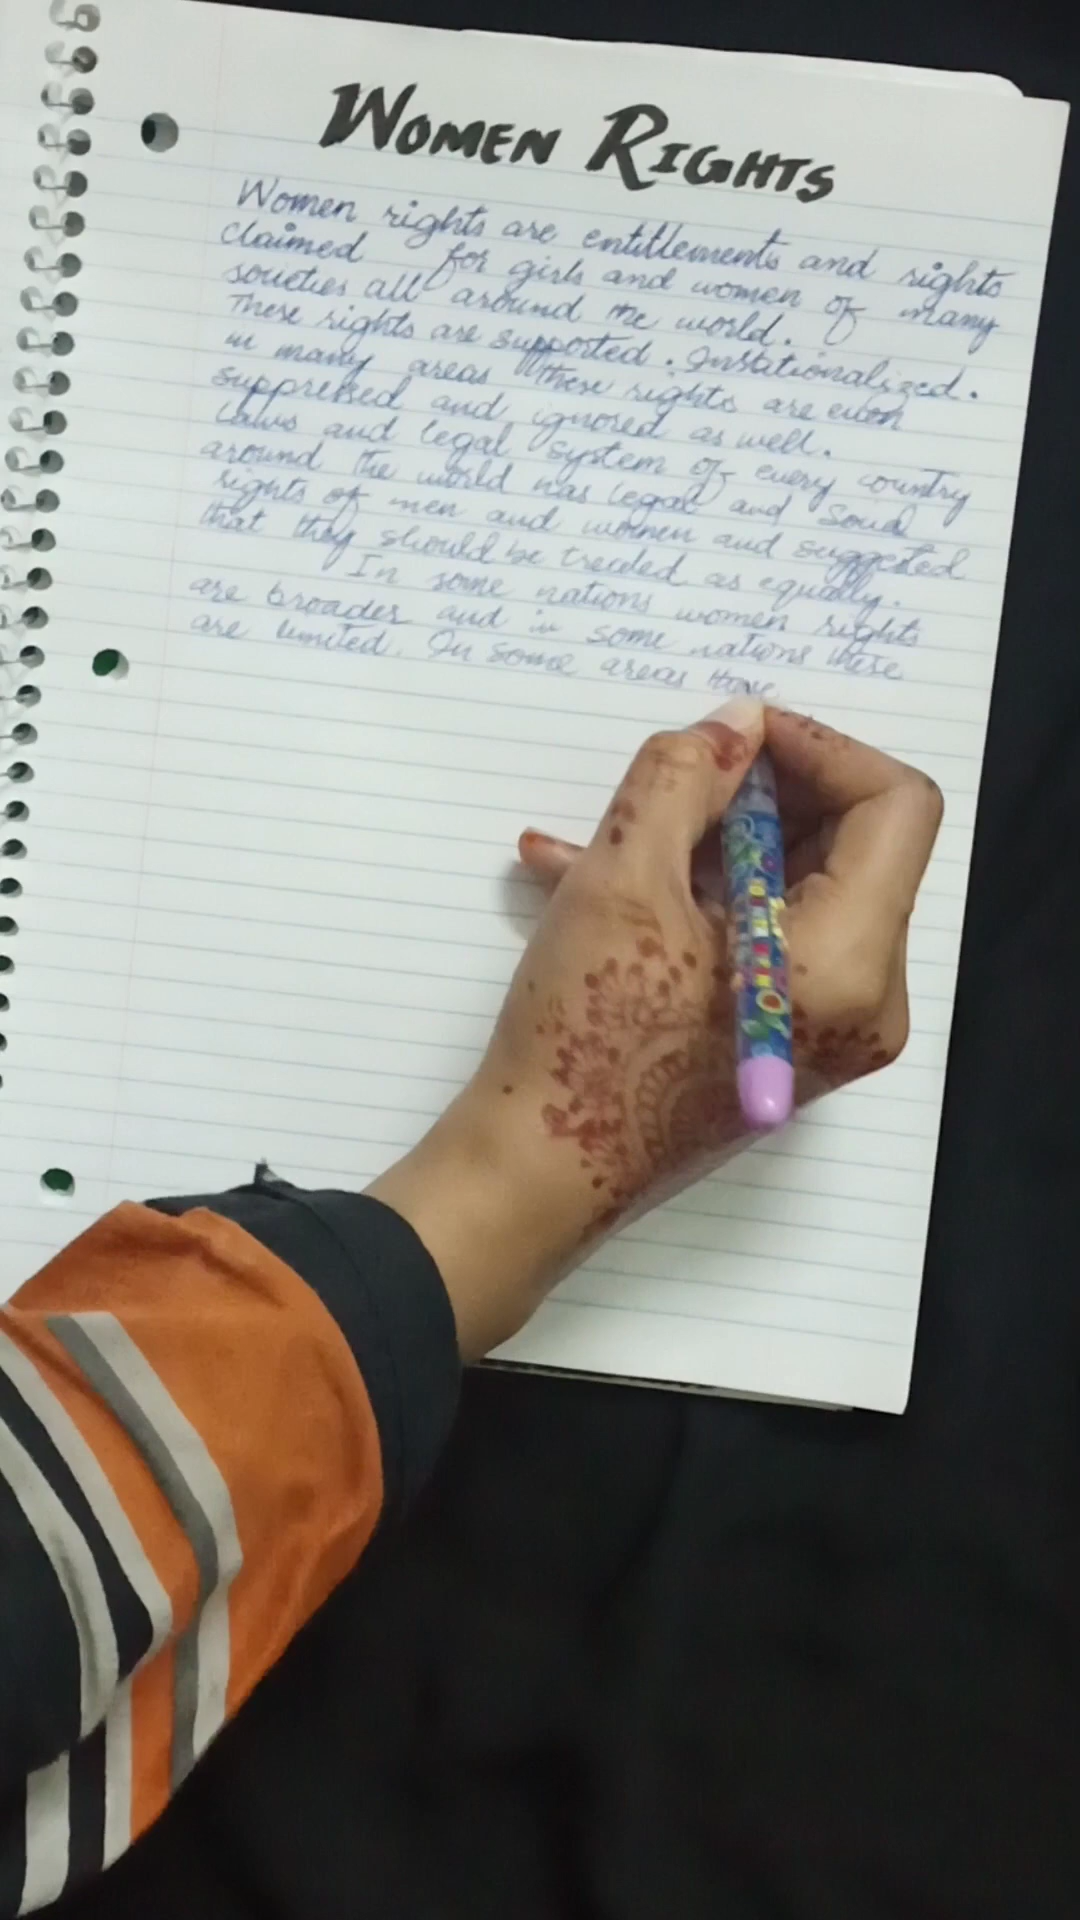 WOMEN RIGHTS
Women rights are entitlements and rights
claimed for girls and women of many
societies all around the world.
These rights are supported. Instationalized.
in many areas these rights are even
suppressed and ignored as well.
Laws and legal system of every country
around the world has legal and
rights of men and women and suggested
that they should be treated as equally.
In some nations women rights
are broader and in some nations these
are limited. In some areas